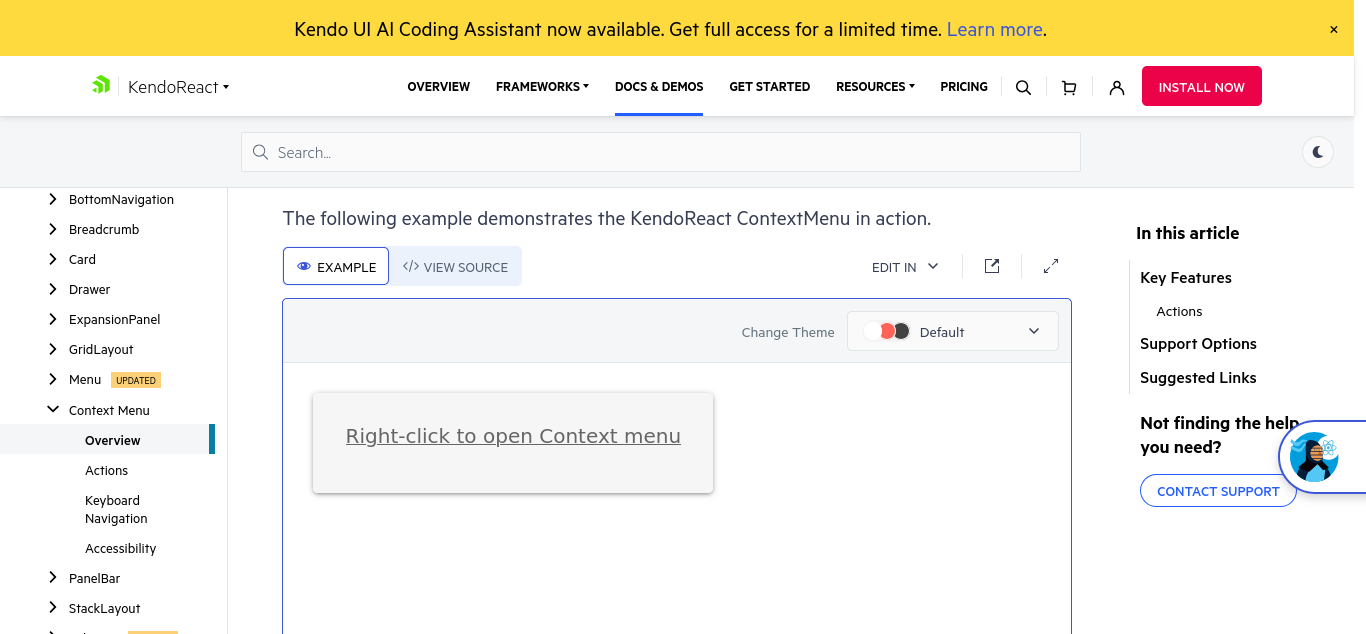 Kendo UI AI Coding Assistant now available. Get full access for a limited time. Learn more.
KendoReact
OVERVIEW
FRAMEWORKS
DOCS & DEMOS
GET STARTED
RESOURCES
PRICING
INSTALL NOW
Search...
BottomNavigation
Breadcrumb
Card
Drawer
ExpansionPanel
GridLayout
Menu UPDATED
Context Menu
Overview
Actions
Keyboard
Navigation
Accessibility
PanelBar
StackLayout
The following example demonstrates the KendoReact ContextMenu in action.
EXAMPLE
</> VIEW SOURCE
EDIT IN
Change Theme
Default
Right-click to open Context menu
In this article
Key Features
Actions
Support Options
Suggested Links
Not finding the help
you need?
CONTACT SUPPORT